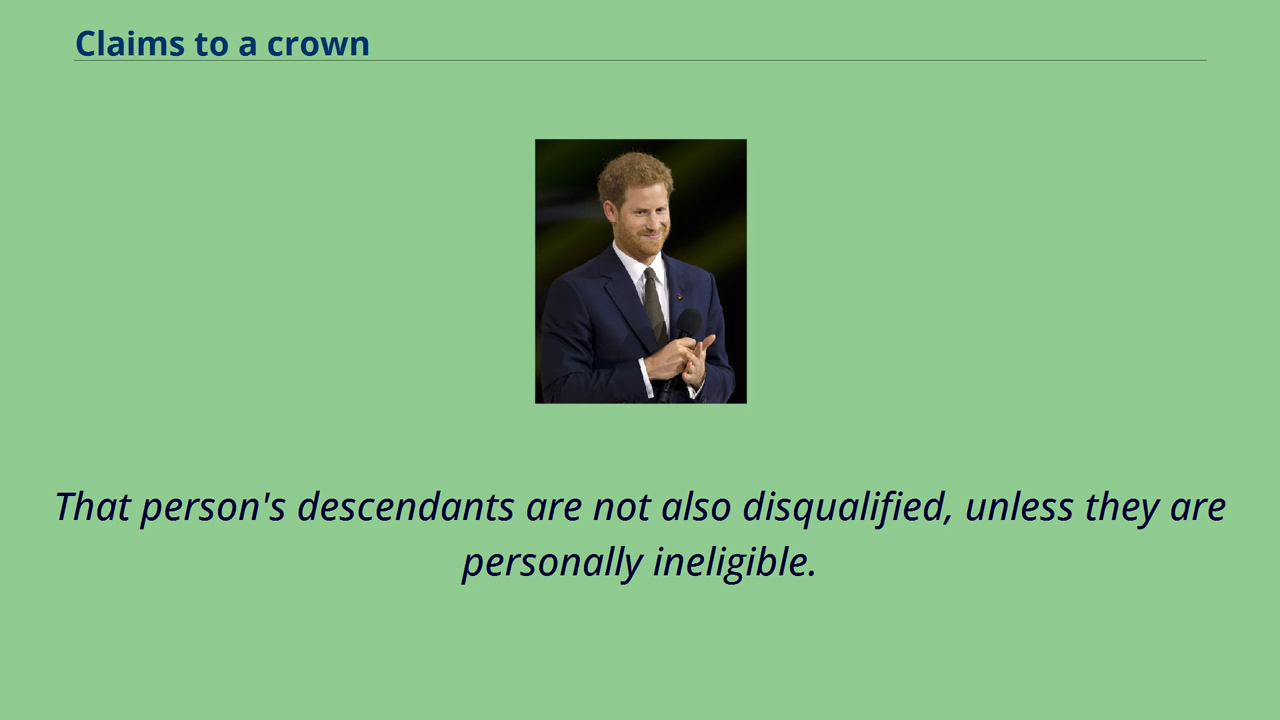 Claims to a crown
That person's descendants are not also disqualified, unless they are
personally ineligible.